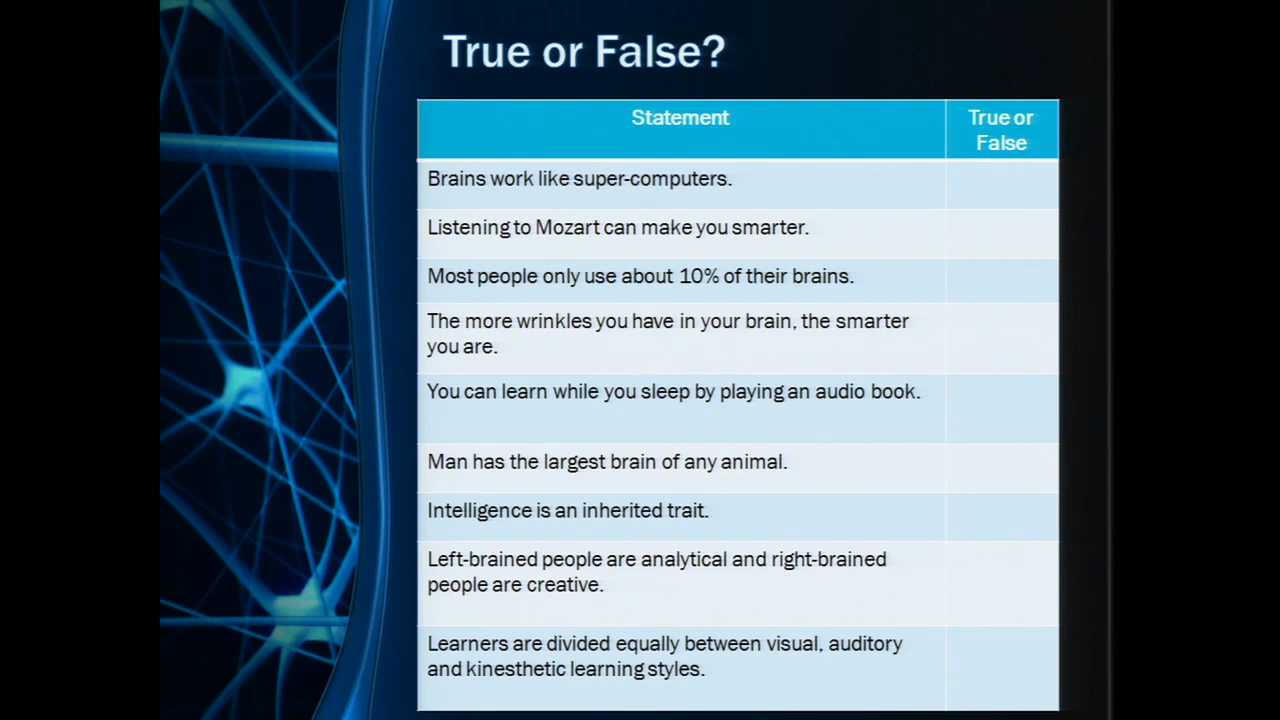 True or False?
Statement
True or
False
Brains work like super-computers.
Listening to Mozart can make you smarter.
Most people only use about 10% of their brains.
The more wrinkles you have in your brain, the smarter
you are.
You can learn while you sleep by playing an audio book.
Man has the largest brain of any animal.
Intelligence is an inherited trait.
Left-brained people are analytical and right-brained
people are creative.
Learners are divided equally between visual, auditory
and kinesthetic learning styles.